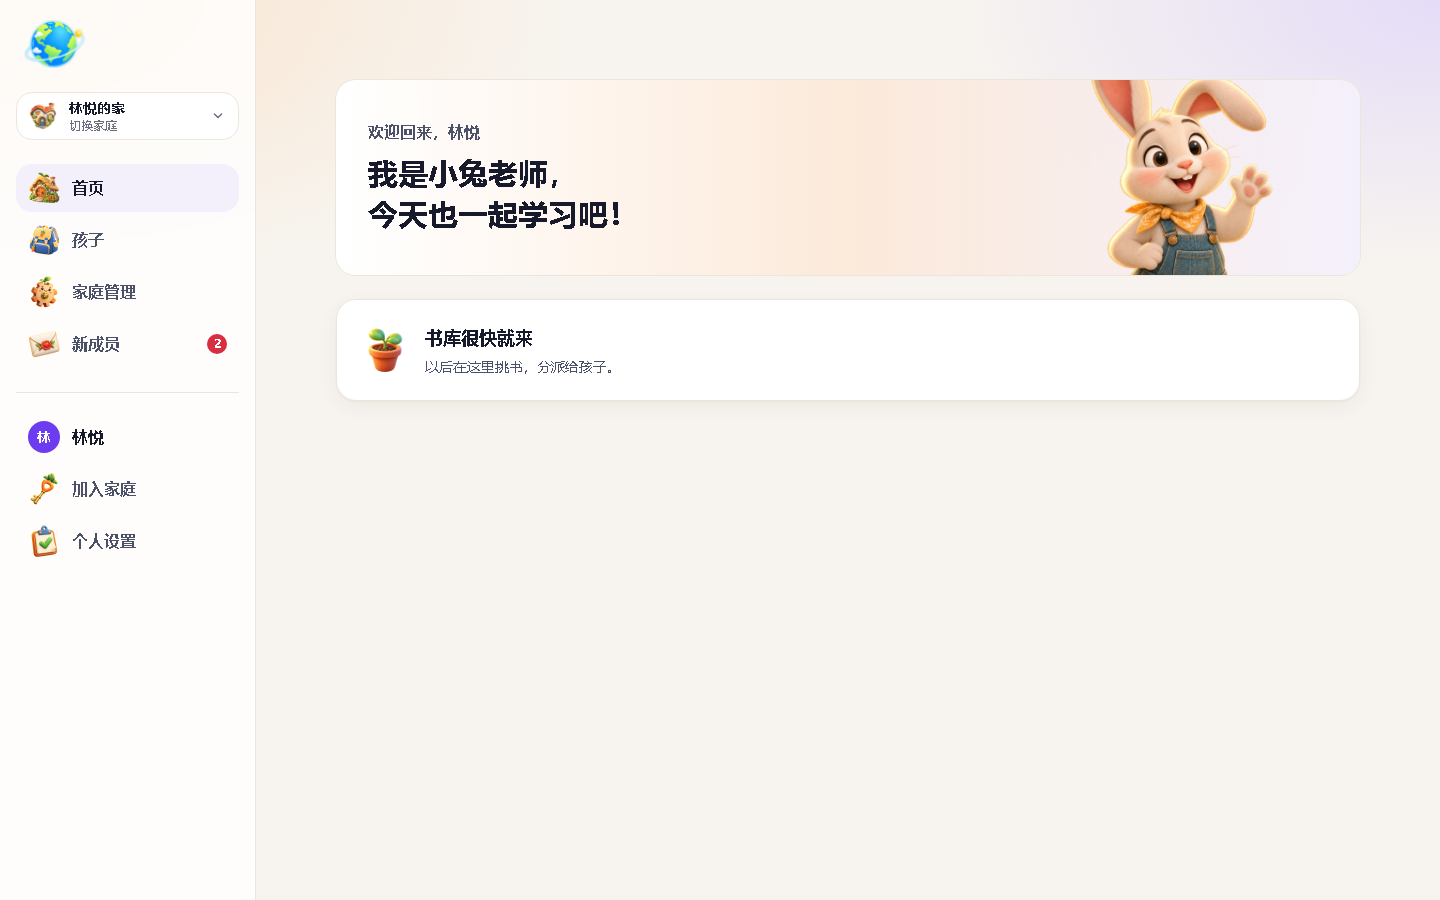 林悦的家
切换家庭
首页
孩子
家庭管理
新成员
2
林
林悦
加入家庭
个人设置
欢迎回来，林悦
我是小兔老师，
今天也一起学习吧！
书库很快就来
以后在这里挑书，分派给孩子。